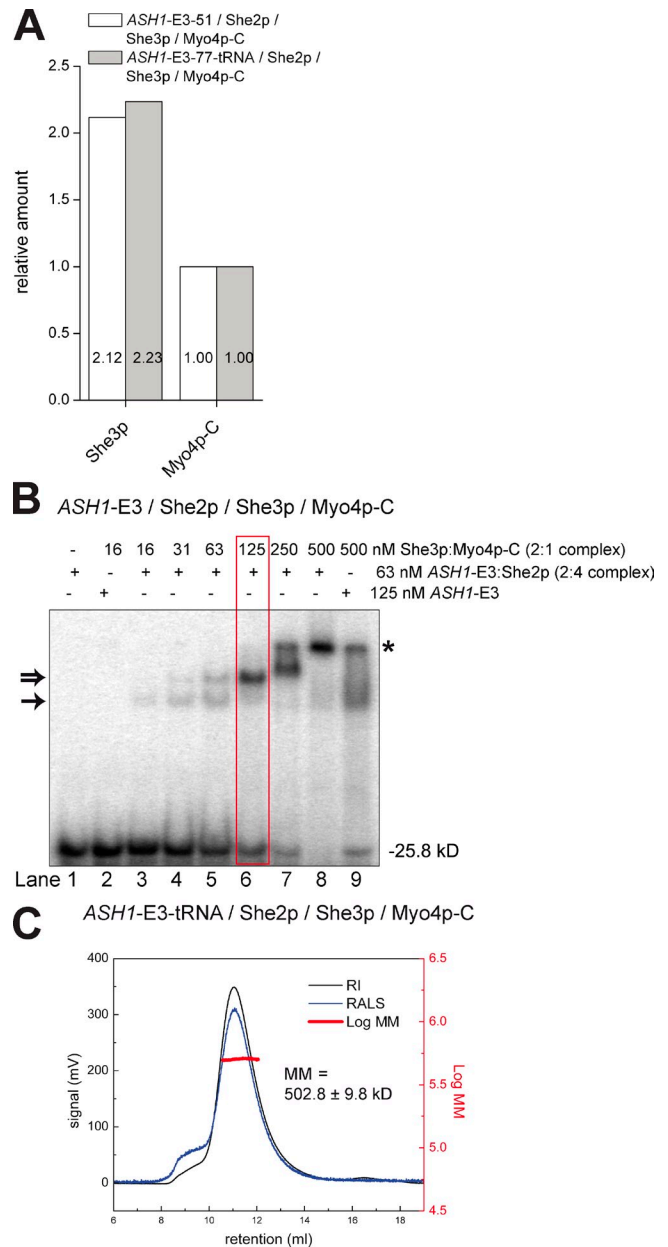 A
ASH1-E3-51 / She2p /
She3p / Myo4p-C
ASH1-E3-77-tRNA / She2p /
She3p / Myo4p-C
relative amount
2.5
2.0
1.5
1.0
0.5
0.0
2.12 2.23 1.00 1.00
She3p Myo4p-C
B ASH1-E3 / She2p / She3p / Myo4p-C
- 16 16 31 63 125 250 500 500 nM She3p:Myo4p-C (2:1 complex)
+ - + + + + + + - 63 nM ASH1-E3:She2p (2:4 complex)
- + - - - - - - + 125 nM ASH1-E3
*
-25.8 kD
Lane 1 2 3 4 5 6 7 8 9
ASH1-E3-tRNA / She2p / She3p / Myo4p-C
C
signal (mV)
400
300
200
100
0
RI
RALS
Log MM
MM =
502.8 ± 9.8 kD
6.5
6.0
5.5
5.0
4.5
Log MM
6 8 10 12 14 16 18
retention (ml)